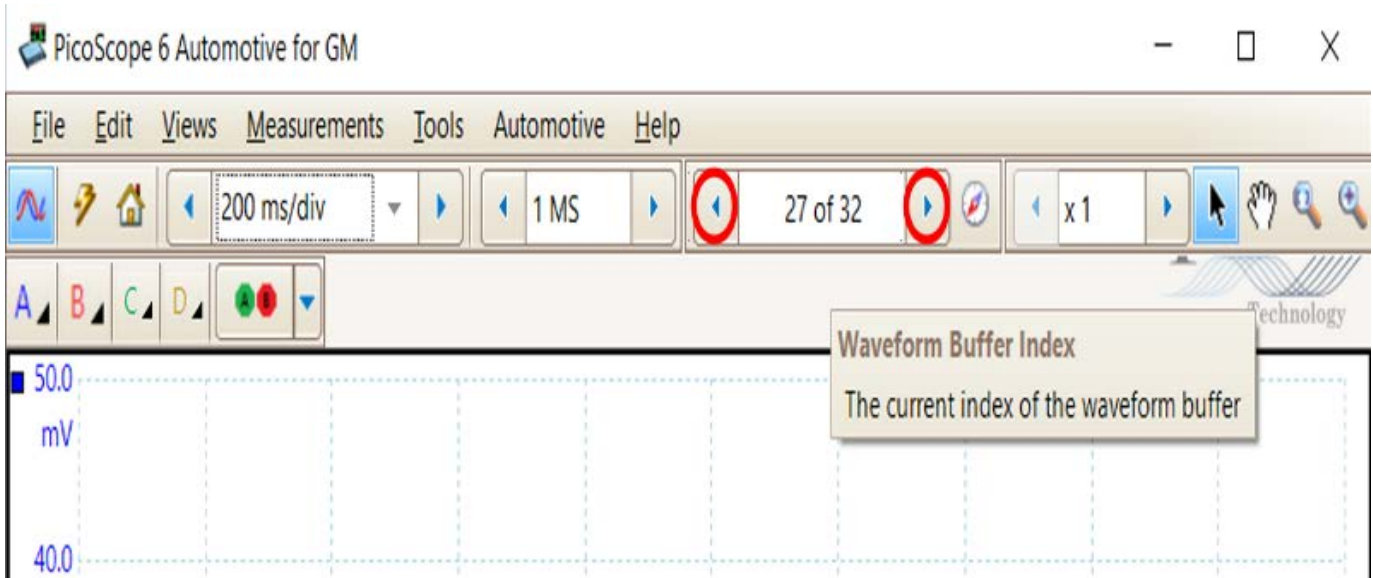 PicoScope 6 Automotive for GM
File Edit Views Measurements Tools Automotive Help
200 ms/div 1 MS 27 of 32 x 1
A B C D A B
Technology
Waveform Buffer Index
The current index of the waveform buffer
50.0
mV
40.0